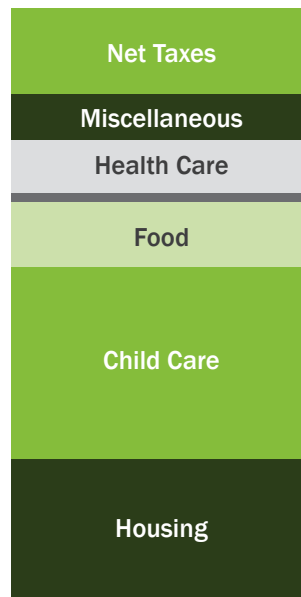 Net Taxes
Miscellaneous
Health Care
Food
Child Care
Housing